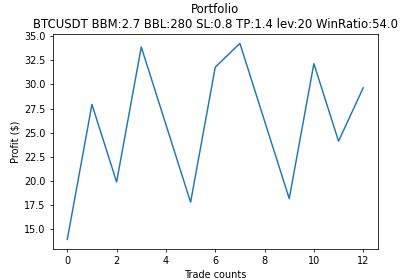 Portfolio
BTCUSDT BBM:2.7 BBL:280 SL:0.8 TP:1.4 lev:20 WinRatio:54.0
35.0
32.5
30.0
27.5
25.0
22.5
20.0
17.5
15.0
Profit ($)
0 2 4 6 8 10 12
Trade counts